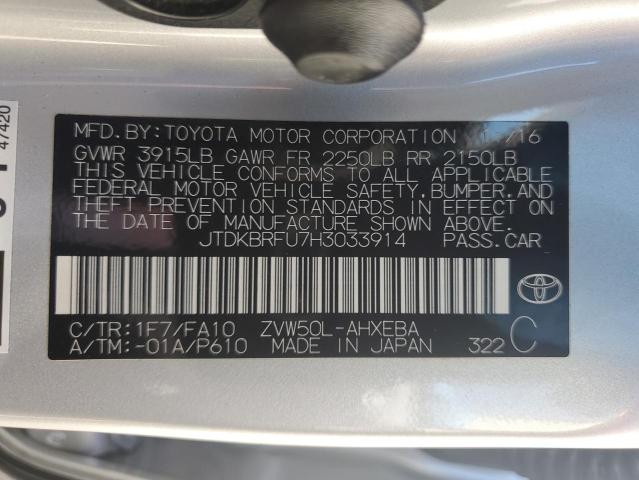 MFD.BY:TOYOTA MOTOR CORPORATION /16
GVWR 3915LB GAWR FR 2250LB RR 2150LB
THIS VEHICLE CONFORMS TO ALL APPLICABLE
FEDERAL MOTOR VEHICLE SAFETY,BUMPER,AND
THEFT PREVENTION STANDARDS IN EFFECT ON
THE DATE OF MANUFACTURE SHOWN ABOVE.
JTDKBRFU7H3033914 PASS.CAR
C/TR:1F7/FA10 ZVW50L-AHXEBA
A/TM:-01A/P610 MADE IN JAPAN 322 C
47420